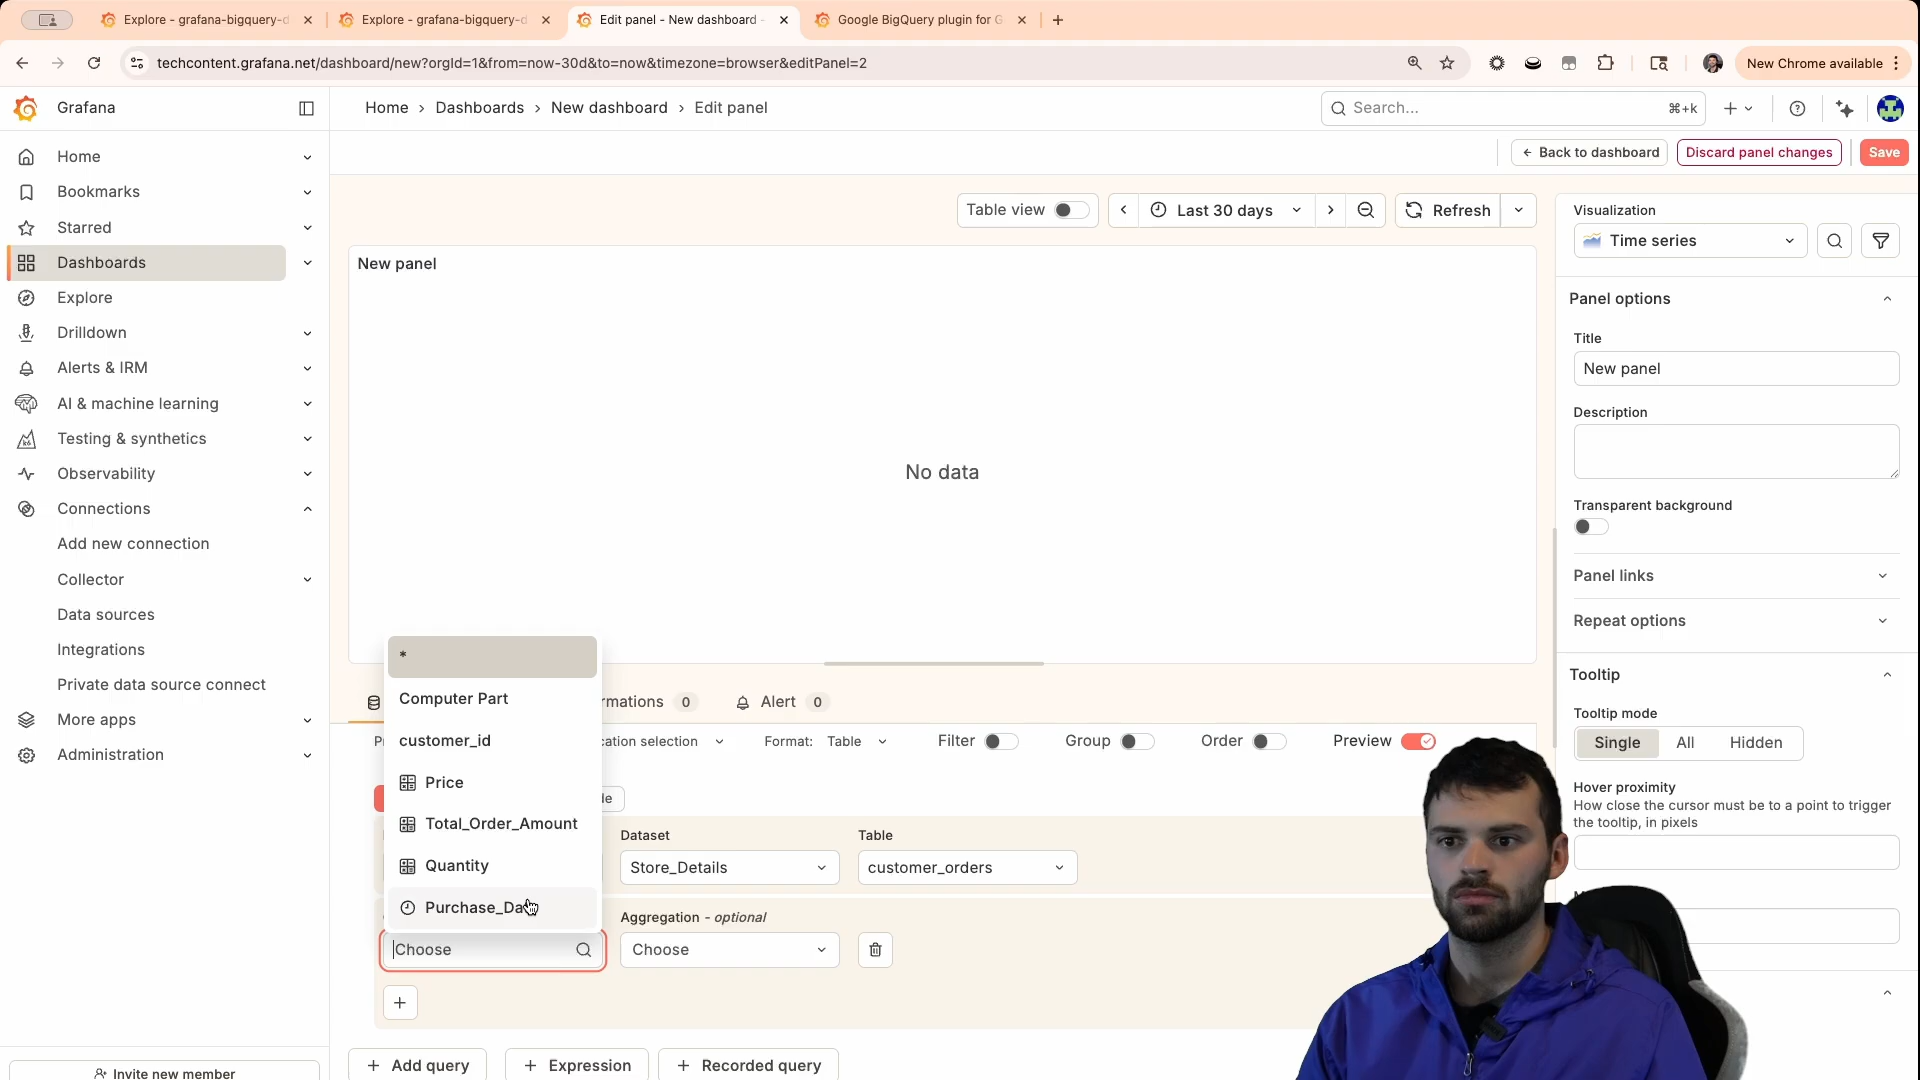 Explore - grafana-bigquery-d
Explore - grafana-bigquery-d
Edit panel - New dashboard -
Google BigQuery plugin for G
techcontent.grafana.net/dashboard/new?orgId=1&from=now-30d&to=now&timezone=browser&editPanel=2
New Chrome available
Grafana
Home › Dashboards › New dashboard › Edit panel
Search... ⌘+k
Back to dashboard
Discard panel changes
Save
Home
Bookmarks
Starred
Dashboards
Explore
Drilldown
Alerts & IRM
AI & machine learning
Testing & synthetics
Observability
Connections
Add new connection
Collector
Data sources
Integrations
Private data source connect
More apps
Administration
Invite new member
Table view
Last 30 days
Refresh
New panel
No data
*
Computer Part
customer_id
Price
Total_Order_Amount
Quantity
rmations 0
Alert 0
cation selection
Format: Table
Filter
Group
Order
Preview
Dataset
Table
Store_Details
customer_orders
Aggregation - optional
Choose
Choose
+ Add query
+ Expression
+ Recorded query
Visualization
Time series
Panel options
Title
New panel
Description
Transparent background
Panel links
Repeat options
Tooltip
Tooltip mode
Single
All
Hidden
Hover proximity
How close the cursor must be to a point to trigger
the tooltip, in pixels